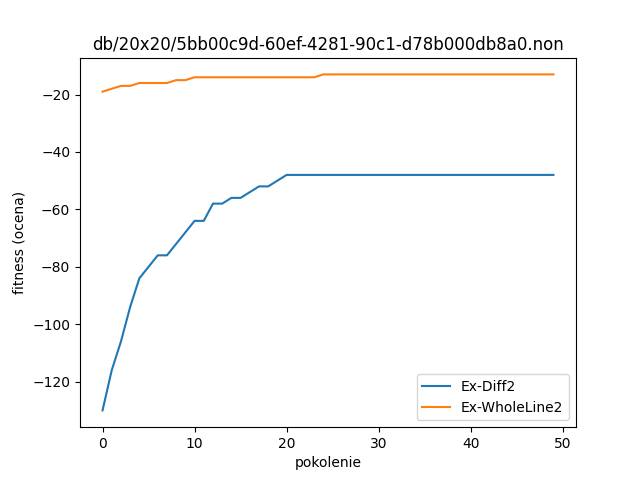 db/20x20/5bb00c9d-60ef-4281-90c1-d78b000db8a0.non
fitness (ocena)
−20
−40
−60
−80
−100
−120
Ex-Diff2
Ex-WholeLine2
0 10 20 30 40 50
pokolenie